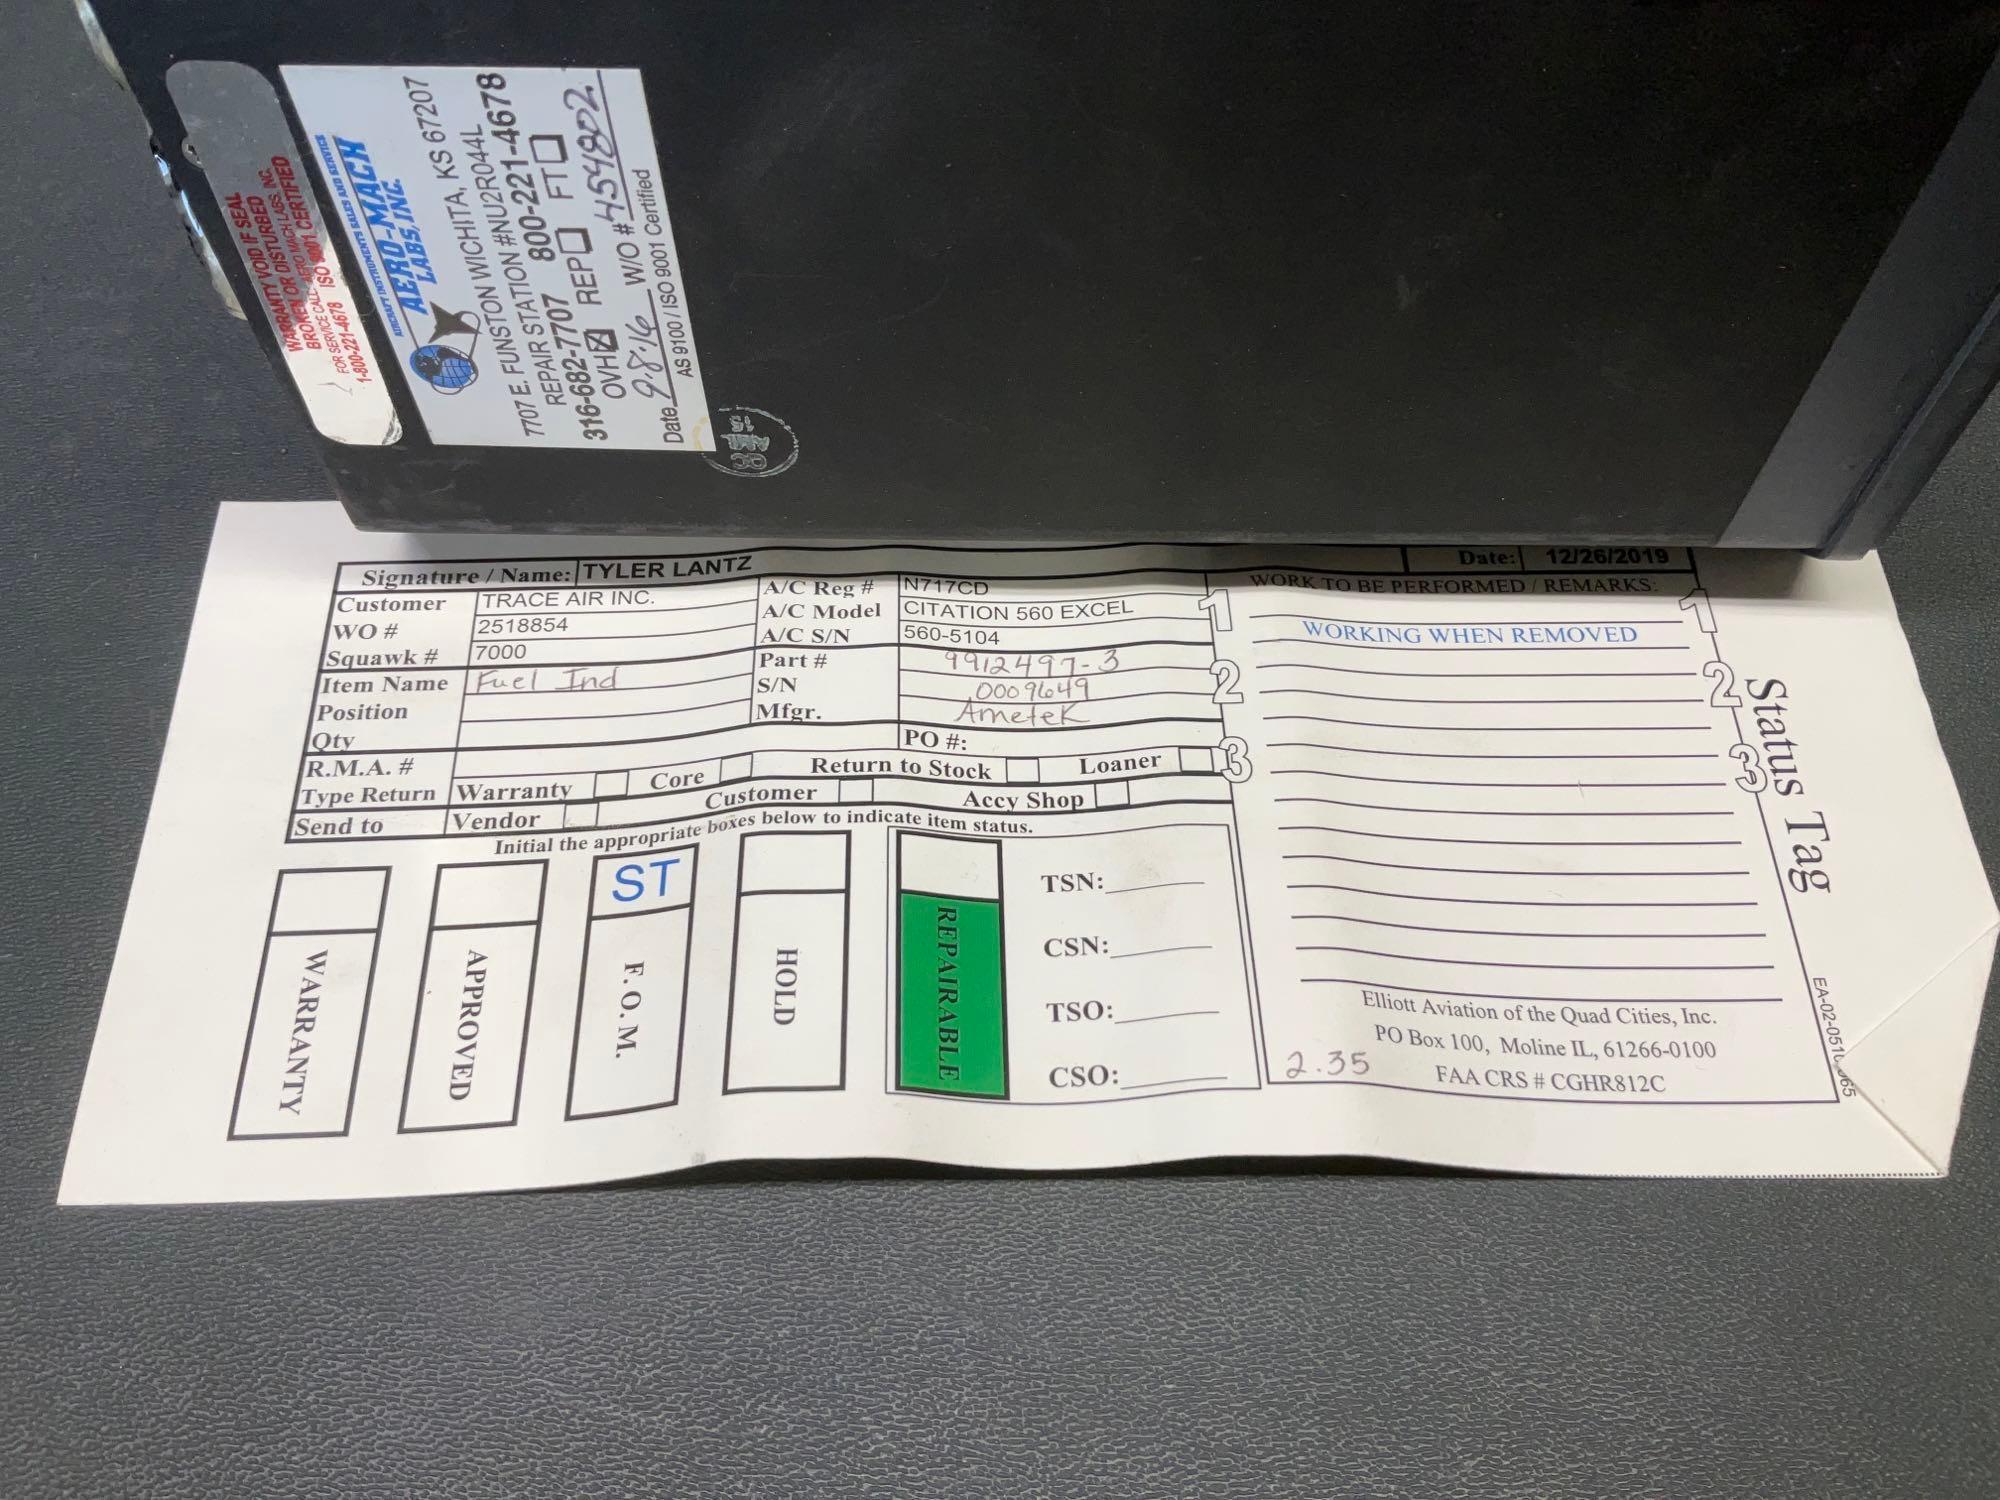 WARRANTY VOID IF SEAL
BROKEN OR DISTURBED
FOR SERVICE CALL: AERO MACH LABS, INC.
1-800-221-4678 ISO 9001 CERTIFIED
AIRCRAFT INSTRUMENTS SALES AND SERVICE
AERO-MACH
LABS, INC.
7707 E. FUNSTON WICHITA, KS 67207
REPAIR STATION #NU2R044L
316-682-7707 800-221-4678
OVH REP FT
Date 9-8-16 W/O # 454802
AS 9100 / ISO 9001 Certified
Signature / Name: TYLER LANTZ
Date: 12/26/2019
Customer TRACE AIR INC.
WO # 2518854
Squawk # 7000
Item Name Fuel Ind
Position
Qty
R.M.A. #
A/C Reg # N717CD
A/C Model CITATION 560 EXCEL
A/C S/N 560-5104
Part # 9912497-3
S/N 0009649
Mfgr. Ametek
PO #:
Type Return Warranty Core Return to Stock Loaner
Send to Vendor Customer Accy Shop
Initial the appropriate boxes below to indicate item status.
WARRANTY
APPROVED
ST
F. O. M.
HOLD
REPAIRABLE
TSN:
CSN:
TSO:
CSO:
1
2
3
WORK TO BE PERFORMED / REMARKS:
WORKING WHEN REMOVED
Elliott Aviation of the Quad Cities, Inc.
PO Box 100, Moline IL, 61266-0100
FAA CRS # CGHR812C
2.35
1
2
3
Status Tag